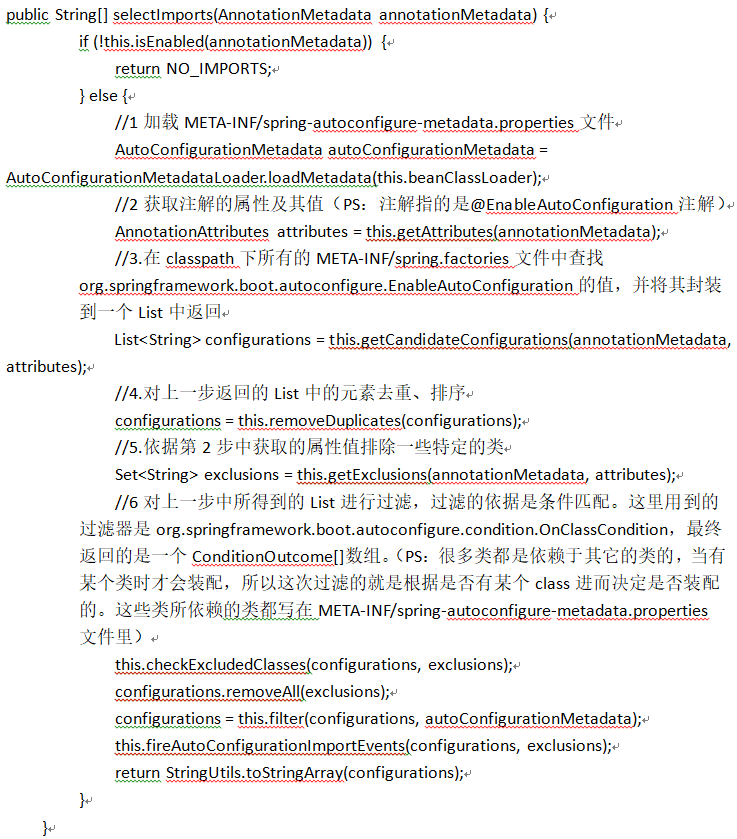 public String[] selectImports(AnnotationMetadata annotationMetadata) {
if (!this.isEnabled(annotationMetadata)) {
return NO_IMPORTS;
} else {
//1 加载 META-INF/spring-autoconfigure-metadata.properties 文件
AutoConfigurationMetadata autoConfigurationMetadata =
AutoConfigurationMetadataLoader.loadMetadata(this.beanClassLoader);
//2 获取注解的属性及其值（PS：注解指的是@EnableAutoConfiguration 注解）
AnnotationAttributes attributes = this.getAttributes(annotationMetadata);
//3.在 classpath 下所有的 META-INF/spring.factories 文件中查找
org.springframework.boot.autoconfigure.EnableAutoConfiguration 的值，并将其封装
到一个 List 中返回
List<String> configurations = this.getCandidateConfigurations(annotationMetadata,
attributes);
//4.对上一步返回的 List 中的元素去重、排序
configurations = this.removeDuplicates(configurations);
//5.依据第 2 步中获取的属性值排除一些特定的类
Set<String> exclusions = this.getExclusions(annotationMetadata, attributes);
//6 对上一步中所得到的 List 进行过滤，过滤的依据是条件匹配。这里用到的
过滤器是 org.springframework.boot.autoconfigure.condition.OnClassCondition，最终
返回的是一个 ConditionOutcome[]数组。（PS：很多类都是依赖于其它的类的，当有
某个类时才会装配，所以这次过滤的就是根据是否有某个 class 进而决定是否装配
的。这些类所依赖的类都写在 META-INF/spring-autoconfigure-metadata.properties
文件里）
this.checkExcludedClasses(configurations, exclusions);
configurations.removeAll(exclusions);
configurations = this.filter(configurations, autoConfigurationMetadata);
this.fireAutoConfigurationImportEvents(configurations, exclusions);
return StringUtils.toStringArray(configurations);
}
}